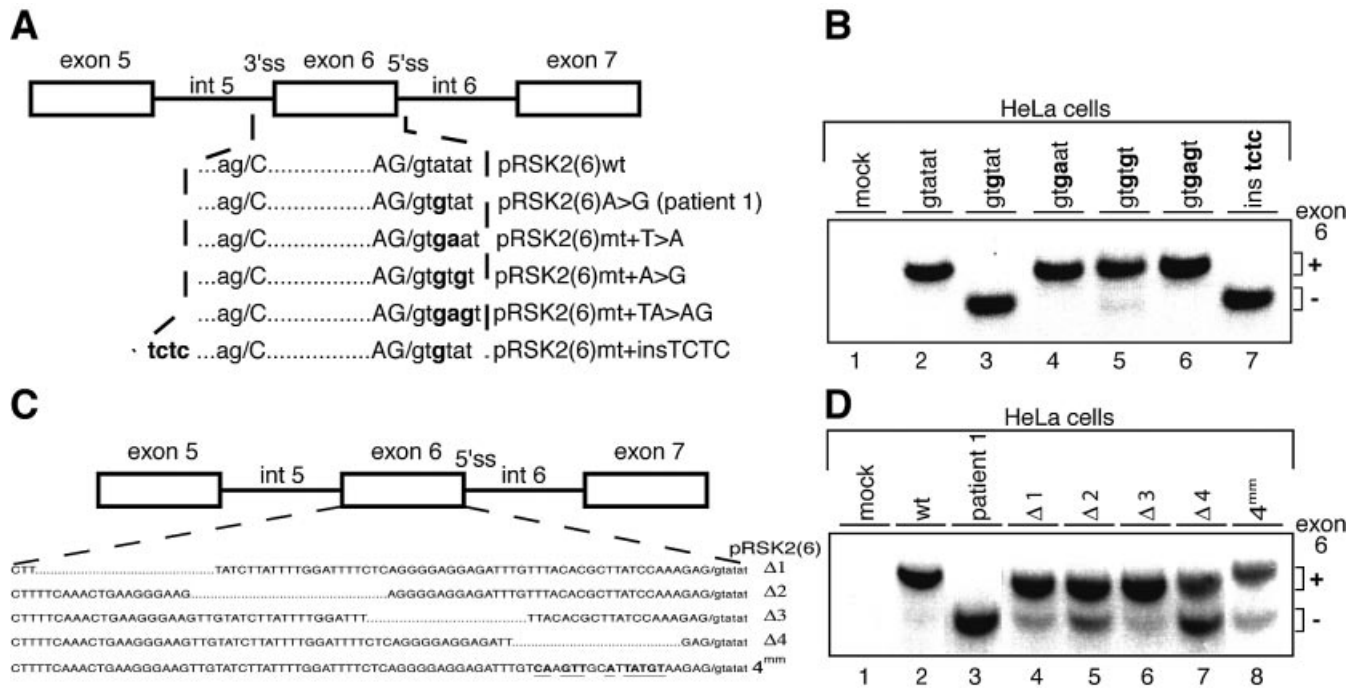 A
exon 5 3'ss exon 6 5'ss exon 7
int 5 int 6
...ag/C..................AG/gtatat pRSK2(6)wt
...ag/C..................AG/gtgtat pRSK2(6)A>G (patient 1)
...ag/C..................AG/gtgaat pRSK2(6)mt+T>A
...ag/C..................AG/gtgtgt pRSK2(6)mt+A>G
...ag/C..................AG/gtgagt pRSK2(6)mt+TA>AG
tctc ...ag/C..................AG/gtgtat pRSK2(6)mt+insTCTC
B
HeLa cells
mock gtatat gtgtat gtgaat gtgtgt gtgagt ins tctc exon
6
+
-
1 2 3 4 5 6 7
C
exon 5 exon 6 5'ss exon 7
int 5 int 6
pRSK2(6)
CTT..............................TATCTTATTTTGGATTTTCTCAGGGGAGGAGATTTGTTTACACGCTTATCCAAAGAG/gtatat Δ1
CTTTTCAAACTGAAGGGAAG.................................AGGGGAGGAGATTTGTTTACACGCTTATCCAAAGAG/gtatat Δ2
CTTTTCAAACTGAAGGGAAGTTGTATCTTATTTTGGATTT...........................TTACACGCTTATCCAAAGAG/gtatat Δ3
CTTTTCAAACTGAAGGGAAGTTGTATCTTATTTTGGATTTTCTCAGGGGAGGAGATT............................GAG/gtatat Δ4
CTTTTCAAACTGAAGGGAAGTTGTATCTTATTTTGGATTTTCTCAGGGGAGGAGATTTGTCAAGTTGCATTATGTAAGAG/gtatat 4mm
D
HeLa cells
mock wt patient 1 Δ1 Δ2 Δ3 Δ4 4mm exon
6
+
-
1 2 3 4 5 6 7 8